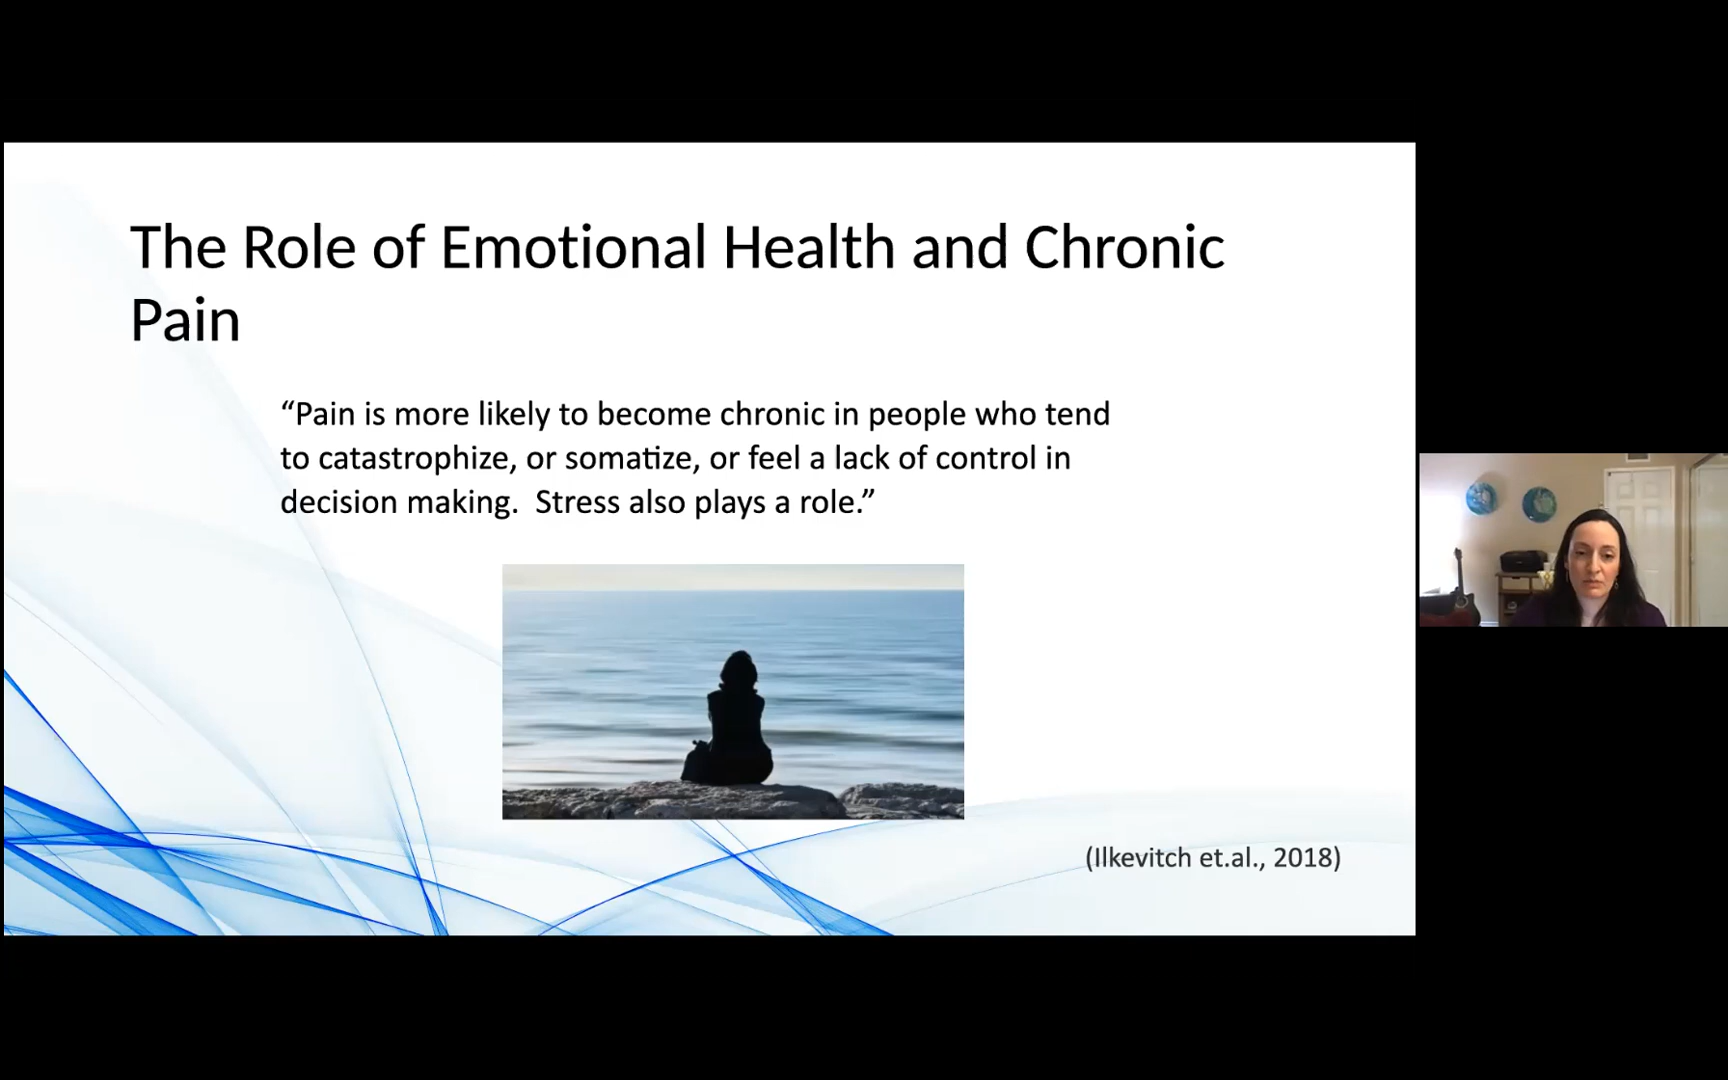 The Role of Emotional Health and Chronic
Pain
“Pain is more likely to become chronic in people who tend
to catastrophize, or somatize, or feel a lack of control in
decision making.  Stress also plays a role.”
(Ilkevitch et.al., 2018)